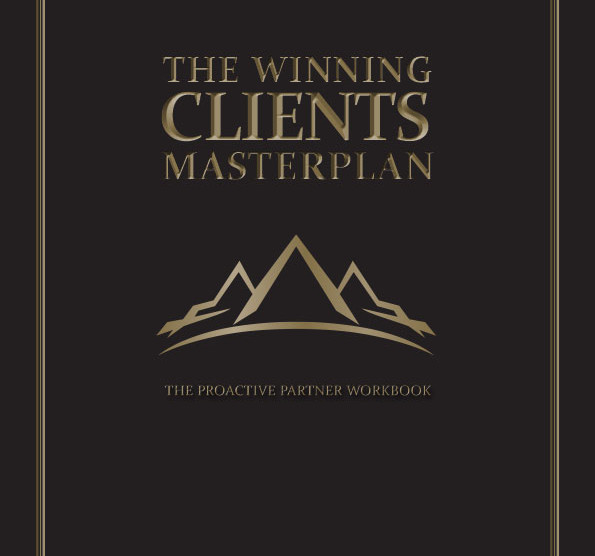 THE WINNING
CLIENTS
MASTERPLAN
THE PROACTIVE PARTNER WORKBOOK